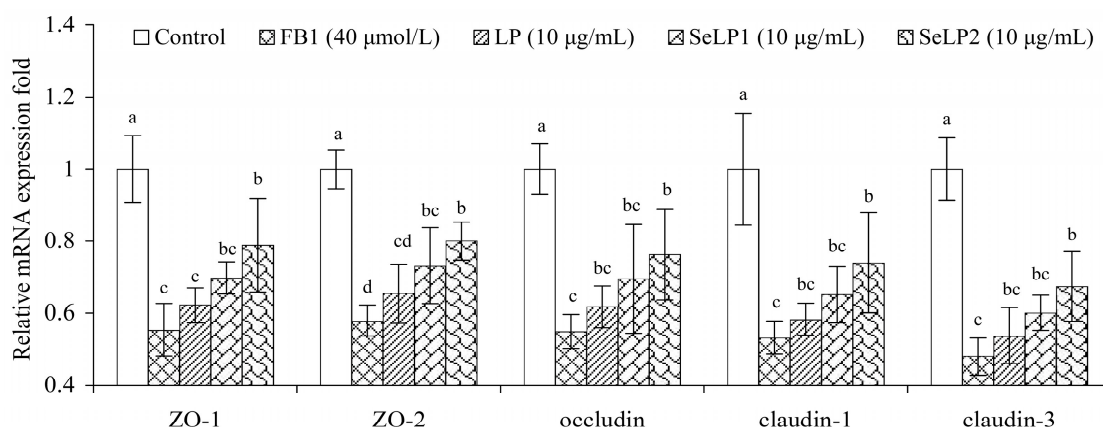 1.4
Control FB1 (40 μmol/L) LP (10 μg/mL) SeLP1 (10 μg/mL) SeLP2 (10 μg/mL)
Relative mRNA expression fold
1.2
1
0.8
0.6
0.4
a c c bc b
a d cd bc b
a c bc bc b
a c bc bc b
a c bc bc b
ZO-1 ZO-2 occludin claudin-1 claudin-3